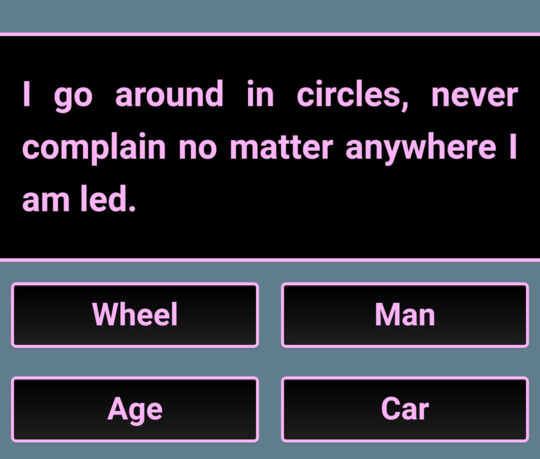 I go around in circles, never
complain no matter anywhere I
am led.
Wheel
Man
Age
Car